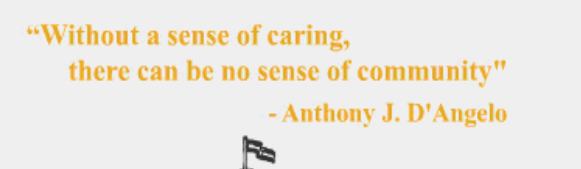 “Without a sense of caring,
there can be no sense of community"
- Anthony J. D'Angelo